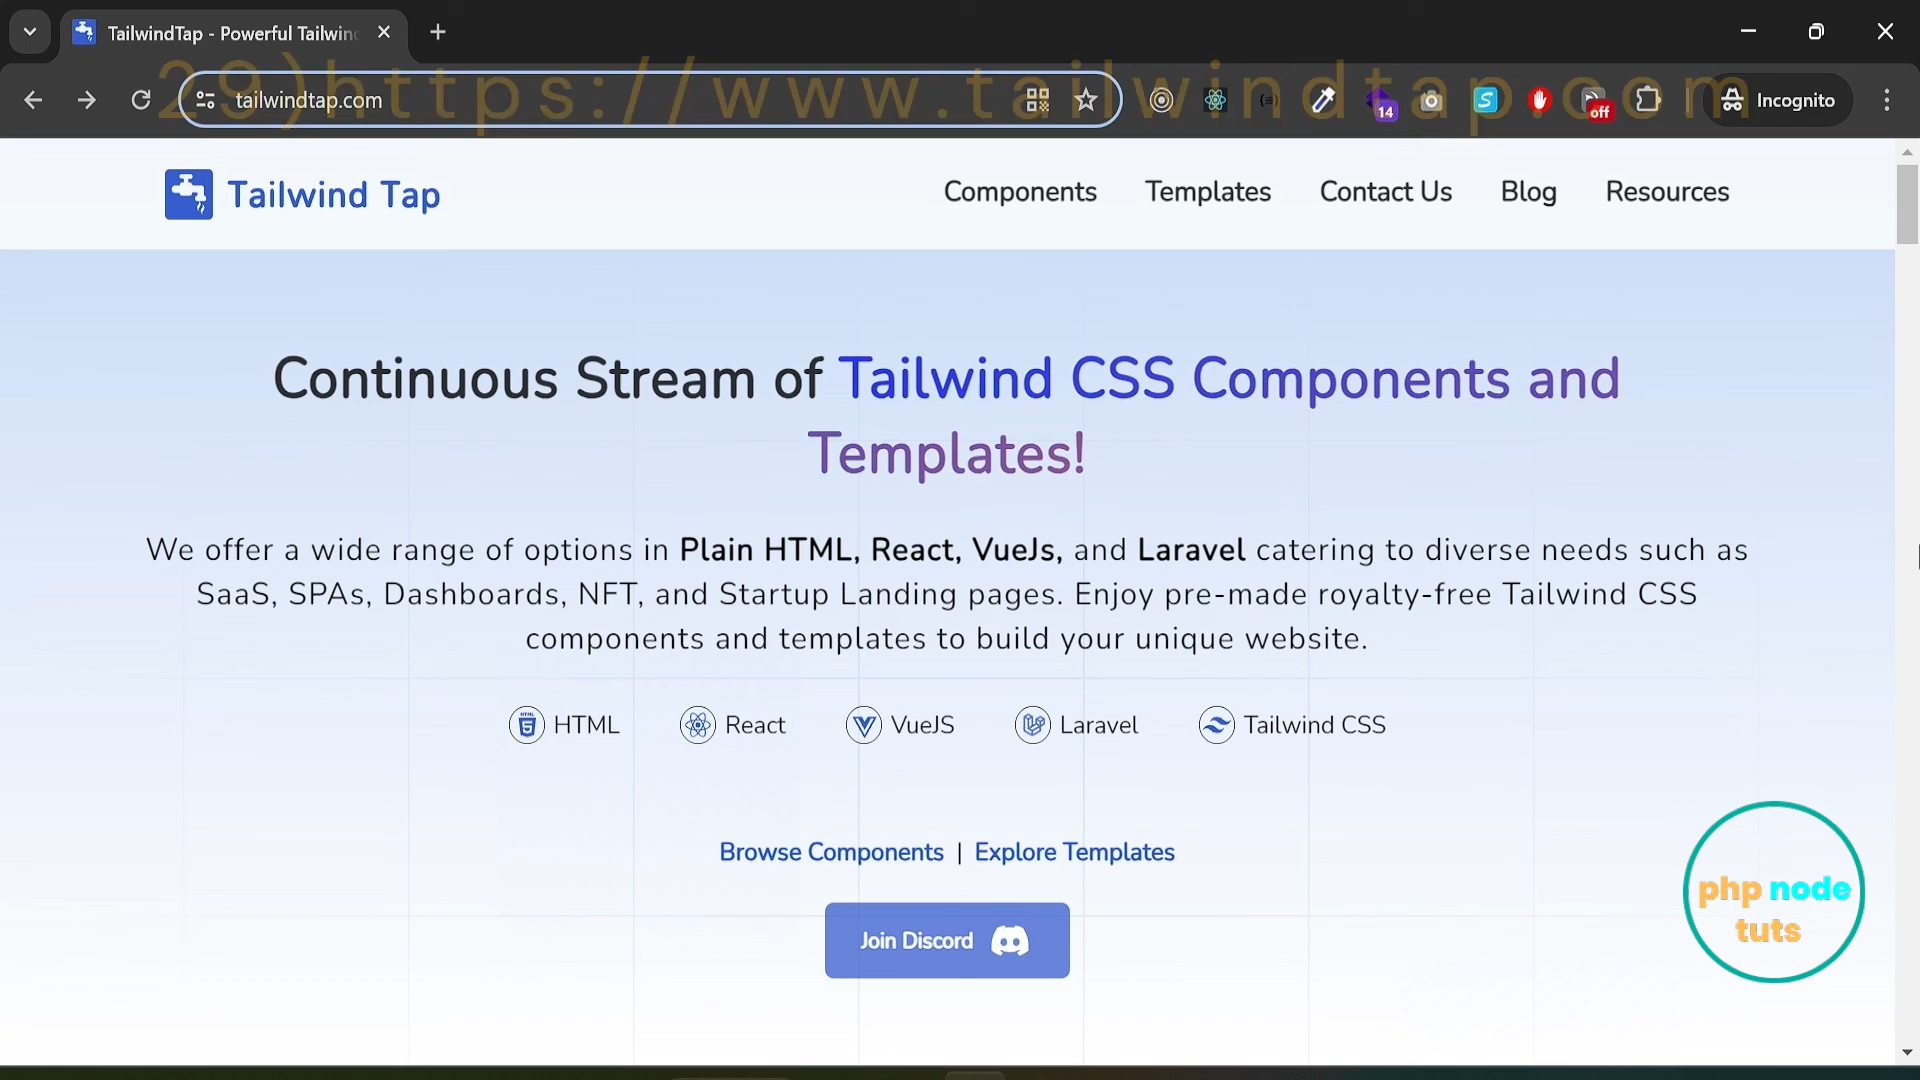 TailwindTap - Powerful Tailwin
29)https://www.tailwindtap.com
tailwindtap.com
14
off
Incognito
Tailwind Tap
Components
Templates
Contact Us
Blog
Resources
Continuous Stream of Tailwind CSS Components and
Templates!
We offer a wide range of options in Plain HTML, React, VueJs, and Laravel catering to diverse needs such as
SaaS, SPAs, Dashboards, NFT, and Startup Landing pages. Enjoy pre-made royalty-free Tailwind CSS
components and templates to build your unique website.
HTML
React
VueJS
Laravel
Tailwind CSS
Browse Components | Explore Templates
Join Discord
php node
tuts